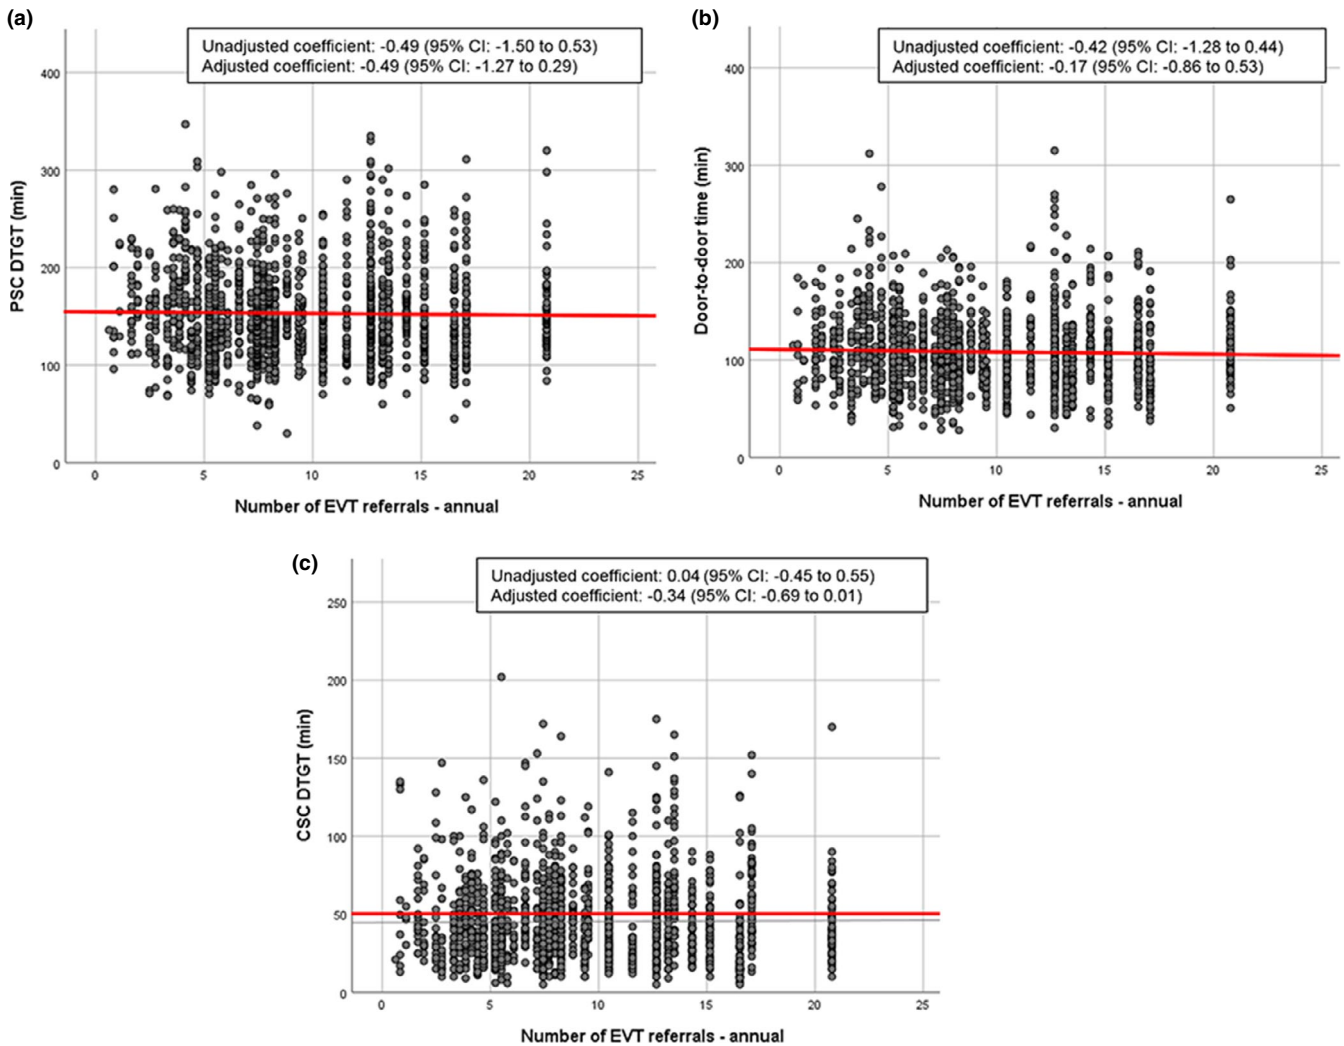 (a)
Unadjusted coefficient: -0.49 (95% CI: -1.50 to 0.53)
Adjusted coefficient: -0.49 (95% CI: -1.27 to 0.29)
PSC DTGT (min)
400
300
200
100
0
0 5 10 15 20 25
Number of EVT referrals - annual
(b)
Unadjusted coefficient: -0.42 (95% CI: -1.28 to 0.44)
Adjusted coefficient: -0.17 (95% CI: -0.86 to 0.53)
Door-to-door time (min)
400
300
200
100
0
0 5 10 15 20 25
Number of EVT referrals - annual
(c)
Unadjusted coefficient: 0.04 (95% CI: -0.45 to 0.55)
Adjusted coefficient: -0.34 (95% CI: -0.69 to 0.01)
CSC DTGT (min)
250
200
150
100
50
0
0 5 10 15 20 25
Number of EVT referrals - annual